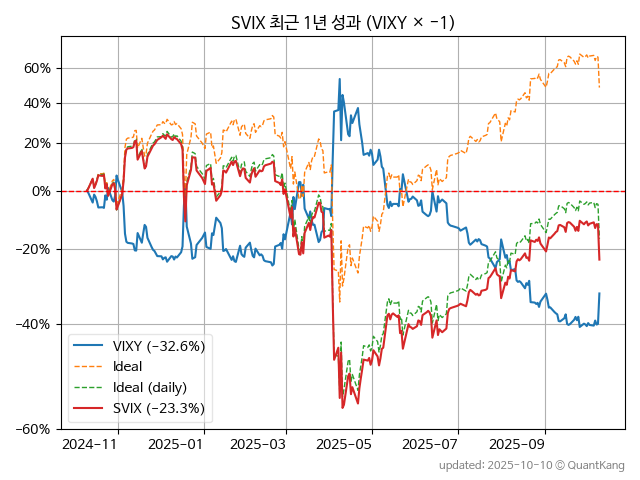 SVIX 최근 1년 성과 (VIXY × −1)
60%
40%
20%
0%
−20%
−40%
−60%
VIXY (−32.6%)
Ideal
Ideal (daily)
SVIX (−23.3%)
2024-11
2025-01
2025-03
2025-05
2025-07
2025-09
updated: 2025-10-10 © QuantKang